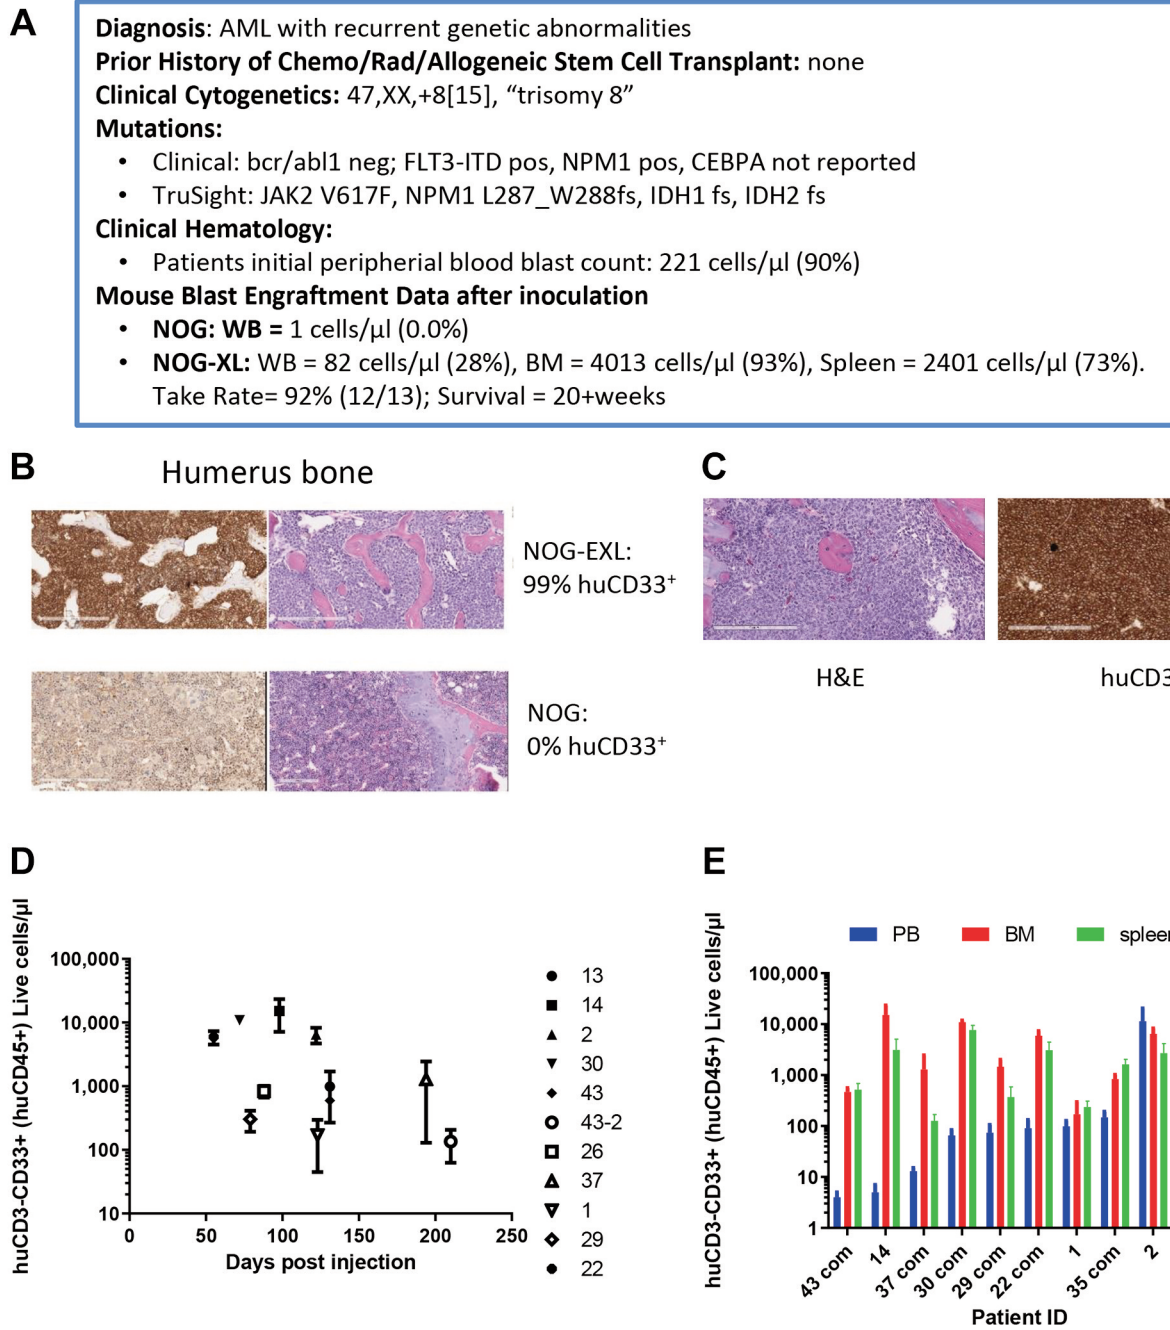 A
Diagnosis: AML with recurrent genetic abnormalities
Prior History of Chemo/Rad/Allogeneic Stem Cell Transplant: none
Clinical Cytogenetics: 47,XX,+8[15], “trisomy 8”
Mutations:
• Clinical: bcr/abl1 neg; FLT3-ITD pos, NPM1 pos, CEBPA not reported
• TruSight: JAK2 V617F, NPM1 L287_W288fs, IDH1 fs, IDH2 fs
Clinical Hematology:
• Patients initial peripherial blood blast count: 221 cells/µl (90%)
Mouse Blast Engraftment Data after inoculation
• NOG: WB = 1 cells/µl (0.0%)
• NOG-XL: WB = 82 cells/µl (28%), BM = 4013 cells/µl (93%), Spleen = 2401 cells/µl (73%).
Take Rate= 92% (12/13); Survival = 20+weeks
B
Humerus bone
NOG-EXL:
99% huCD33⁺
NOG:
0% huCD33⁺
C
H&E
huCD3
D
huCD3-CD33+ (huCD45+) Live cells/µl
100,000
10,000
1,000
100
10
0 50 100 150 200 250
Days post injection
13
14
2
30
43
43-2
26
37
1
29
22
E
huCD3-CD33+ (huCD45+) Live cells/µl
PB BM spleen
100,000
10,000
1,000
100
10
1
43 com 14 37 com 30 com 29 com 22 com 1 35 com 2
Patient ID